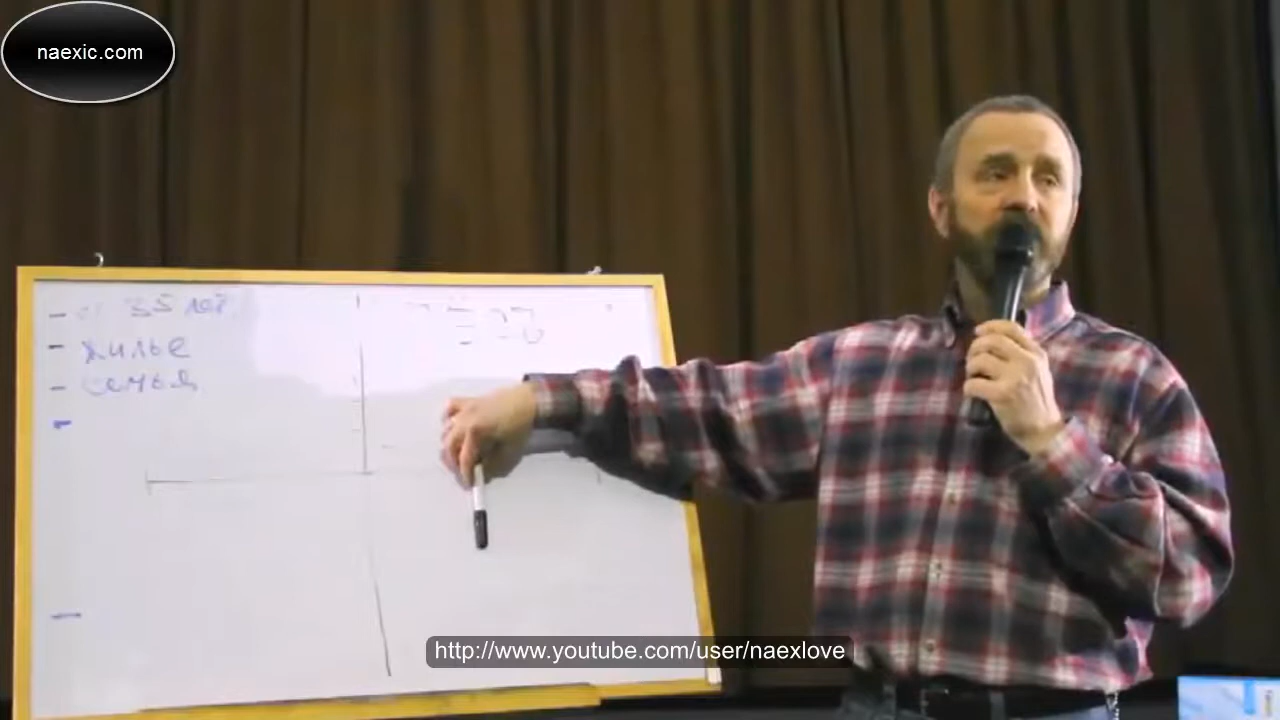 naexic.com
- 35 лет
- жилье
- семья
-
-
http://www.youtube.com/user/naexlove